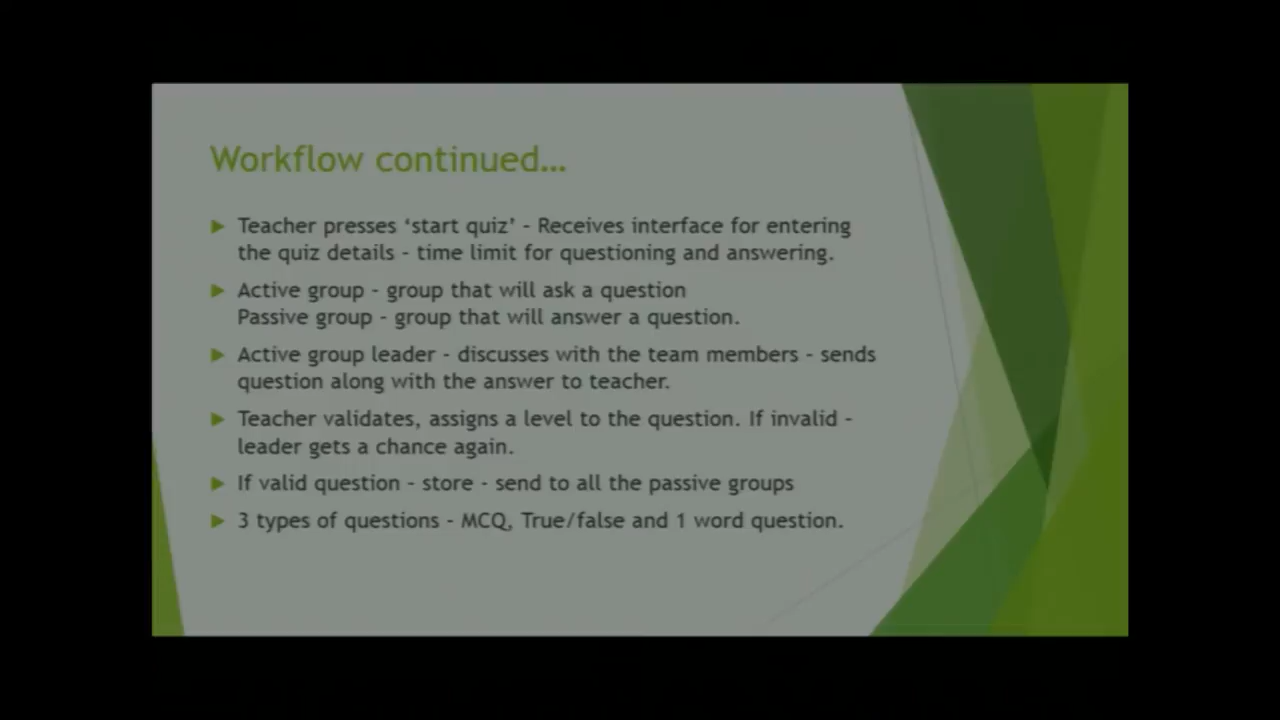 Workflow continued…
Teacher presses ‘start quiz’ – Receives interface for entering
the quiz details – time limit for questioning and answering.
Active group – group that will ask a question
Passive group – group that will answer a question.
Active group leader – discusses with the team members – sends
question along with the answer to teacher.
Teacher validates, assigns a level to the question. If invalid –
leader gets a chance again.
If valid question – store – send to all the passive groups
3 types of questions – MCQ, True/false and 1 word question.